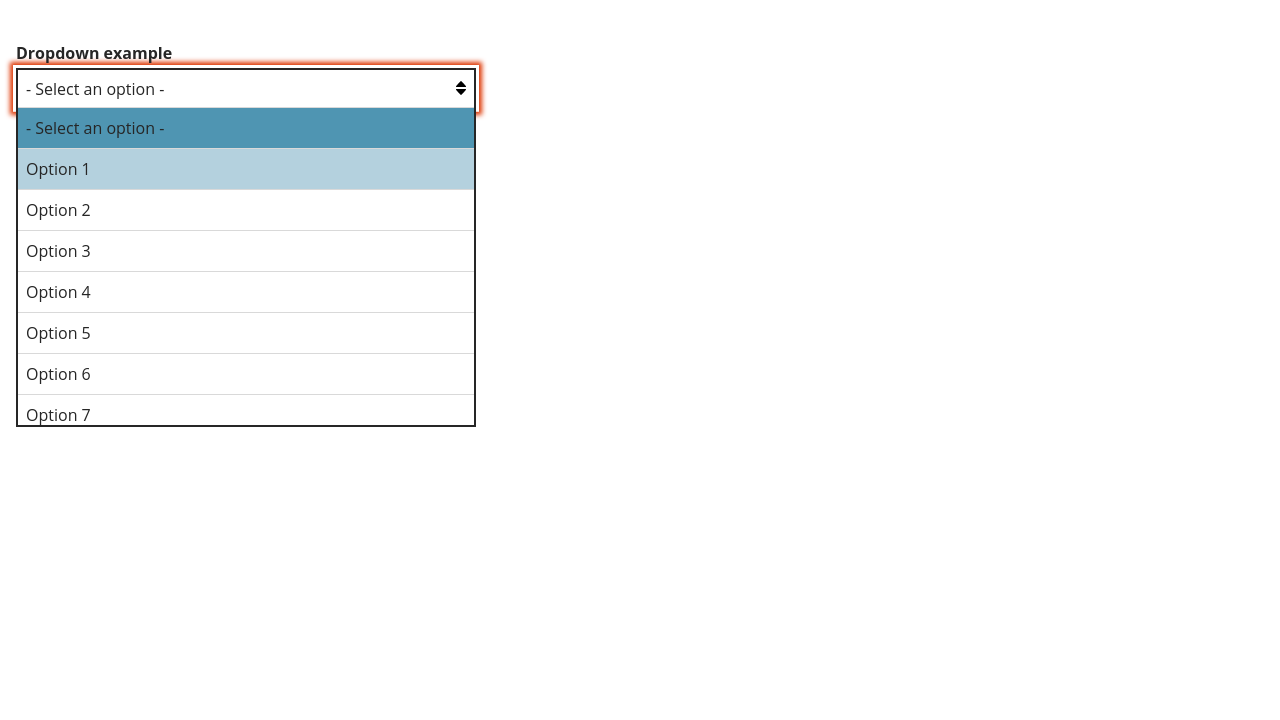 Dropdown example
- Select an option -
- Select an option -
Option 1
Option 2
Option 3
Option 4
Option 5
Option 6
Option 7